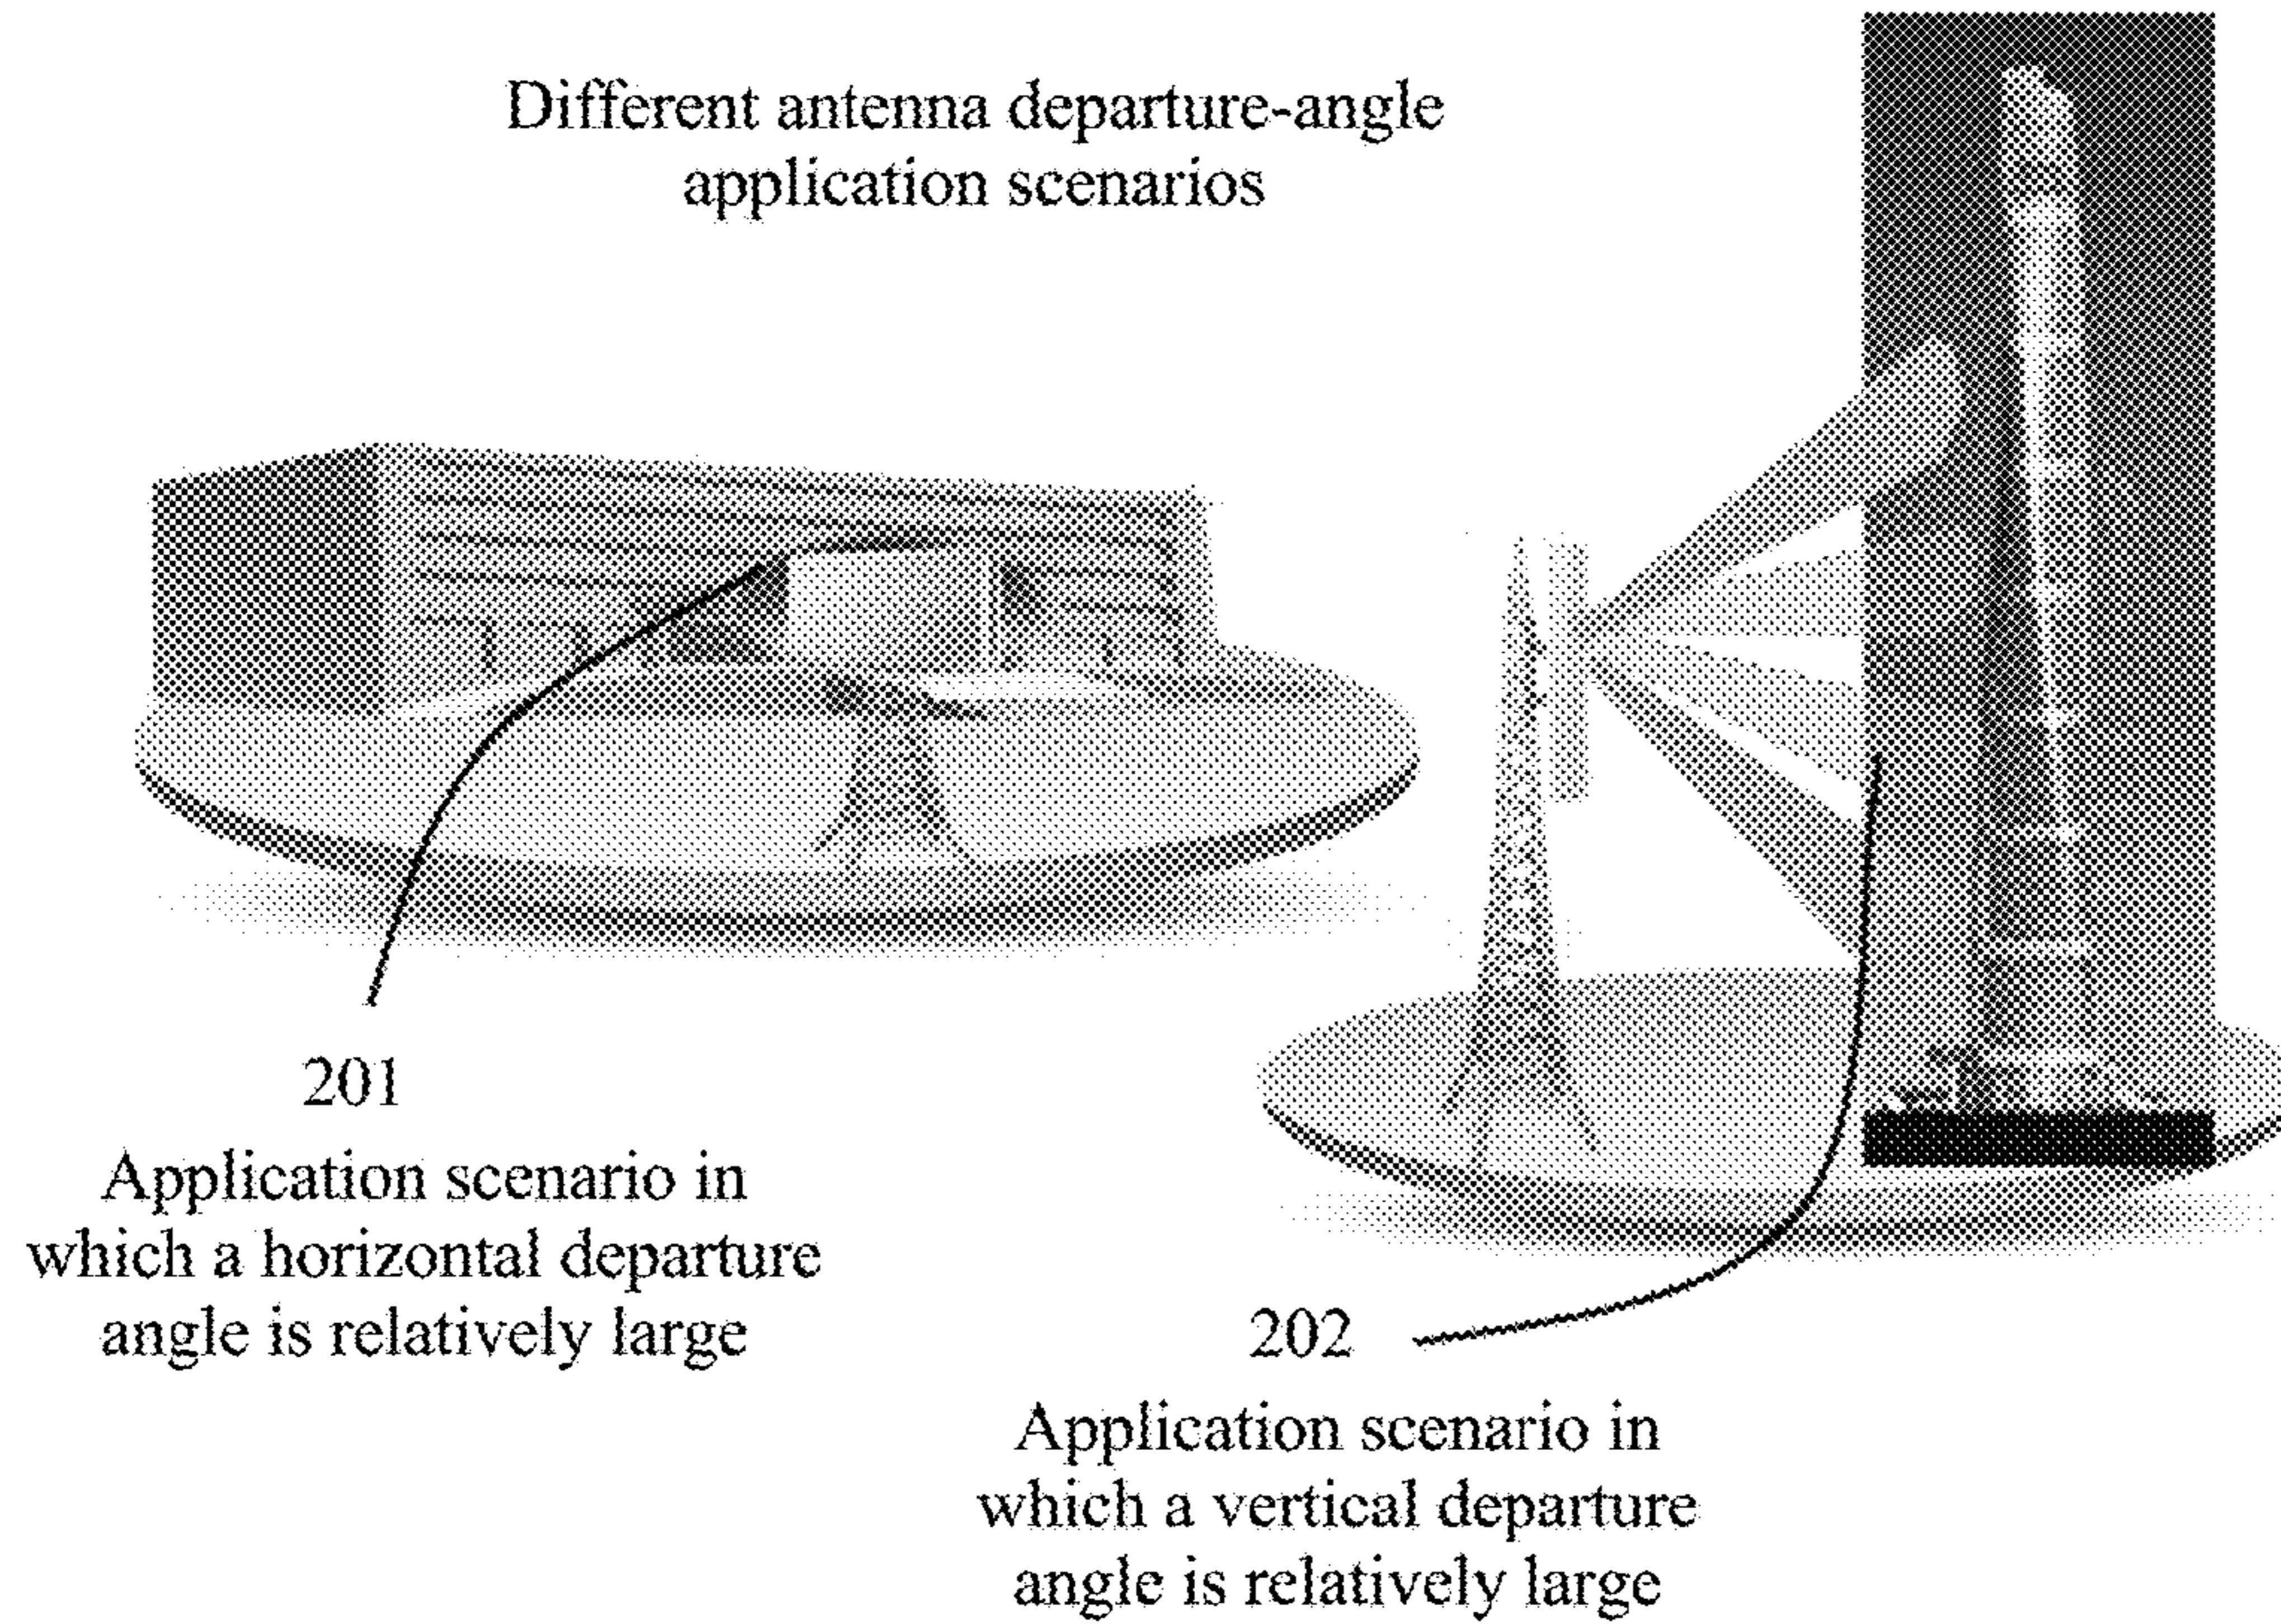 Different antenna departure-angle
application scenarios
201
Application scenario in
which a horizontal departure
angle is relatively large
202
Application scenario in
which a vertical departure
angle is relatively large